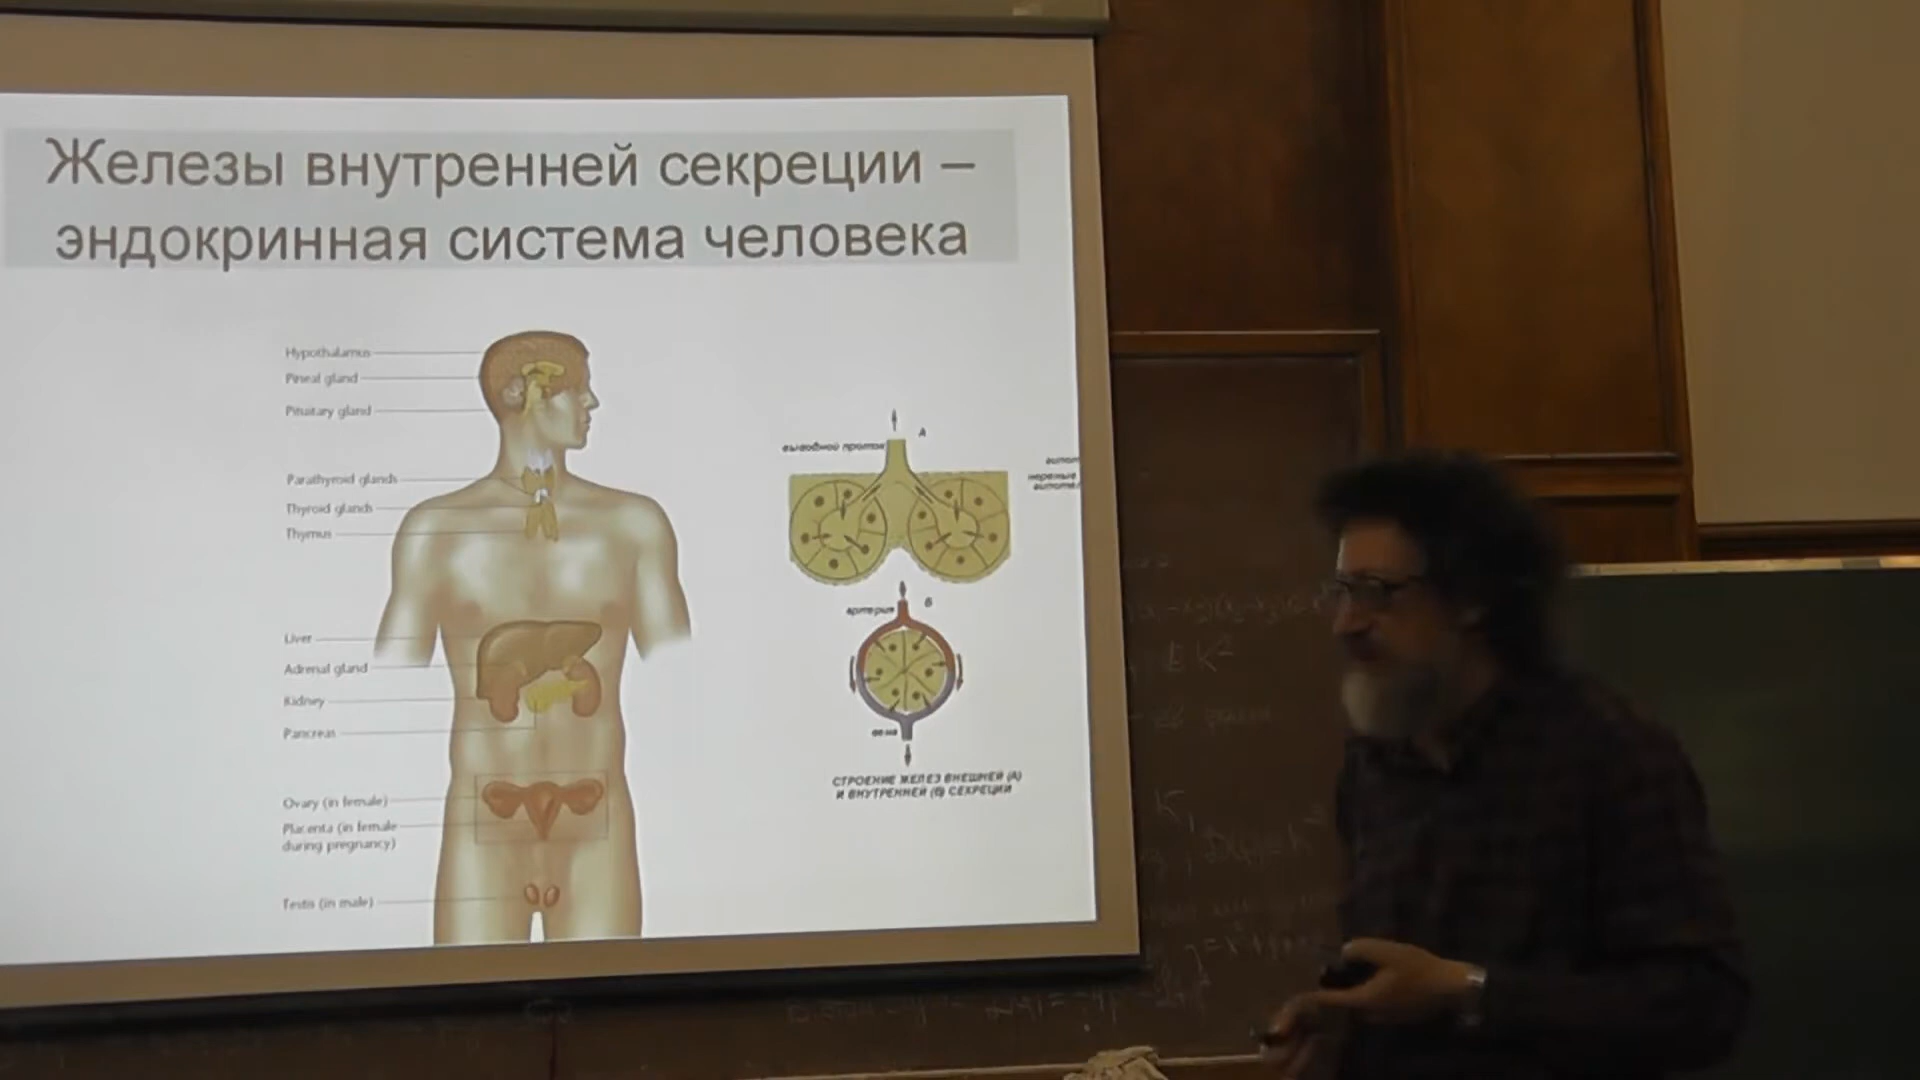 Железы внутренней секреции –
эндокринная система человека
Hypothalamus
Pineal gland
Pituitary gland
Parathyroid glands
Thyroid glands
Thymus
Liver
Adrenal gland
Kidney
Pancreas
Ovary (in female)
Placenta (in female
during pregnancy)
Testis (in male)
выводной проток
А
артерия
Б
вена
СТРОЕНИЕ ЖЕЛЕЗ ВНЕШНЕЙ (А)
И ВНУТРЕННЕЙ (Б) СЕКРЕЦИИ